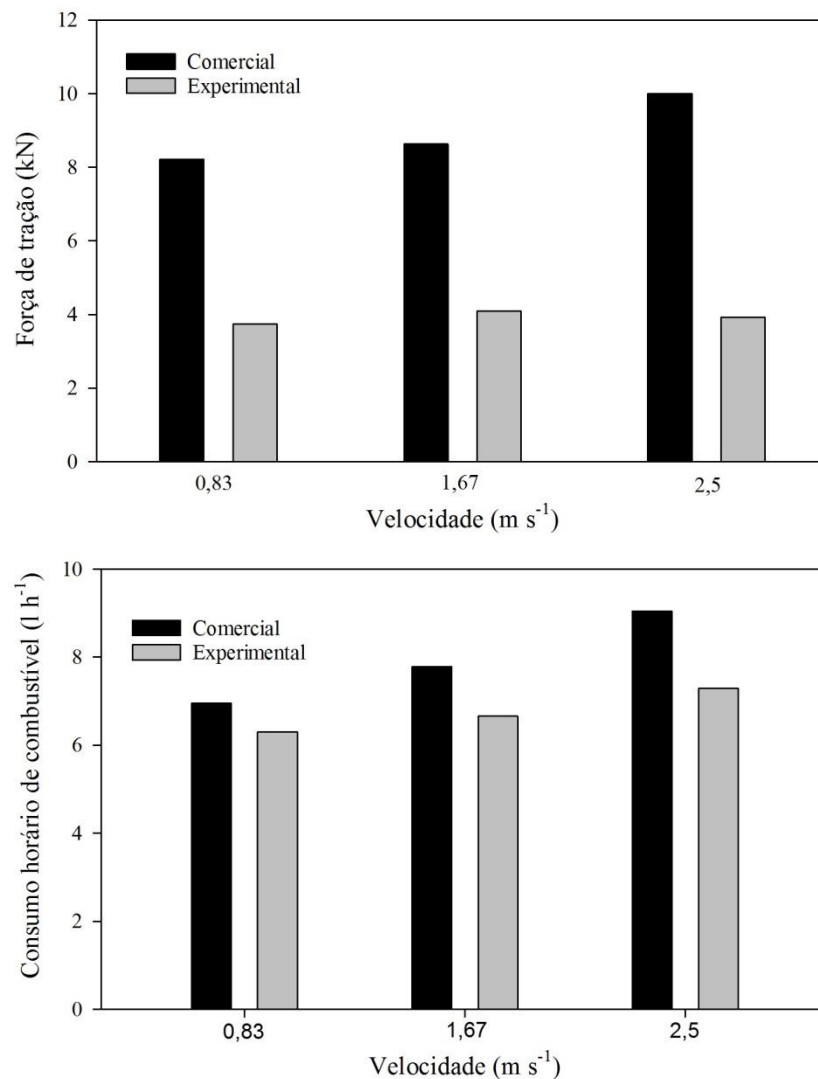 12
10
8
6
4
2
0
Força de tração (kN)
Comercial
Experimental
0,83
1,67
2,5
Velocidade (m s⁻¹)
10
8
6
4
2
0
Consumo horário de combustível (l h⁻¹)
Comercial
Experimental
0,83
1,67
2,5
Velocidade (m s⁻¹)